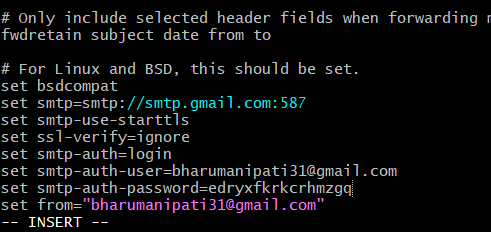 # Only include selected header fields when forwarding
fwdretain subject date from to
# For Linux and BSD, this should be set.
set bsdcompat
set smtp=smtp://smtp.gmail.com:587
set smtp-use-starttls
set ssl-verify=ignore
set smtp-auth=login
set smtp-auth-user=bharumanipati31@gmail.com
set smtp-auth-password=edryxfkrkcrhmzgq
set from="bharumanipati31@gmail.com"
-- INSERT --